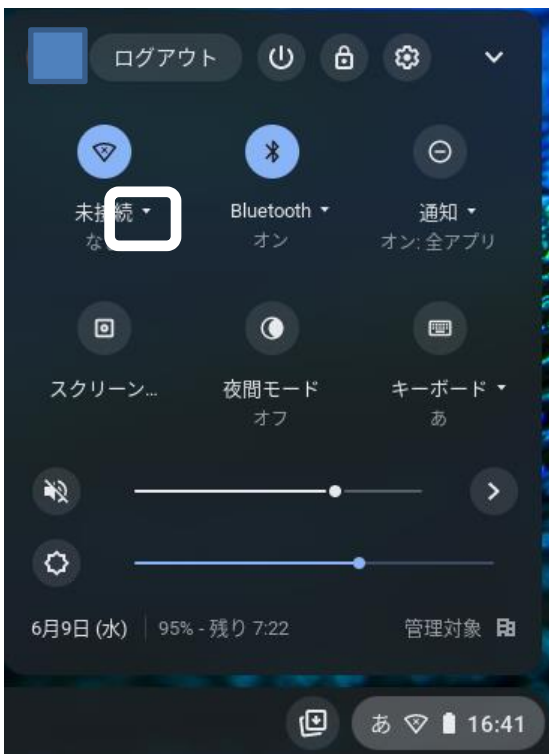 ログアウト
未接続 Bluetooth 通知
オン オン: 全アプリ
スクリーン... 夜間モード キーボード
オフ あ
6月9日 (水) 95% - 残り 7:22 管理対象
あ 16:41